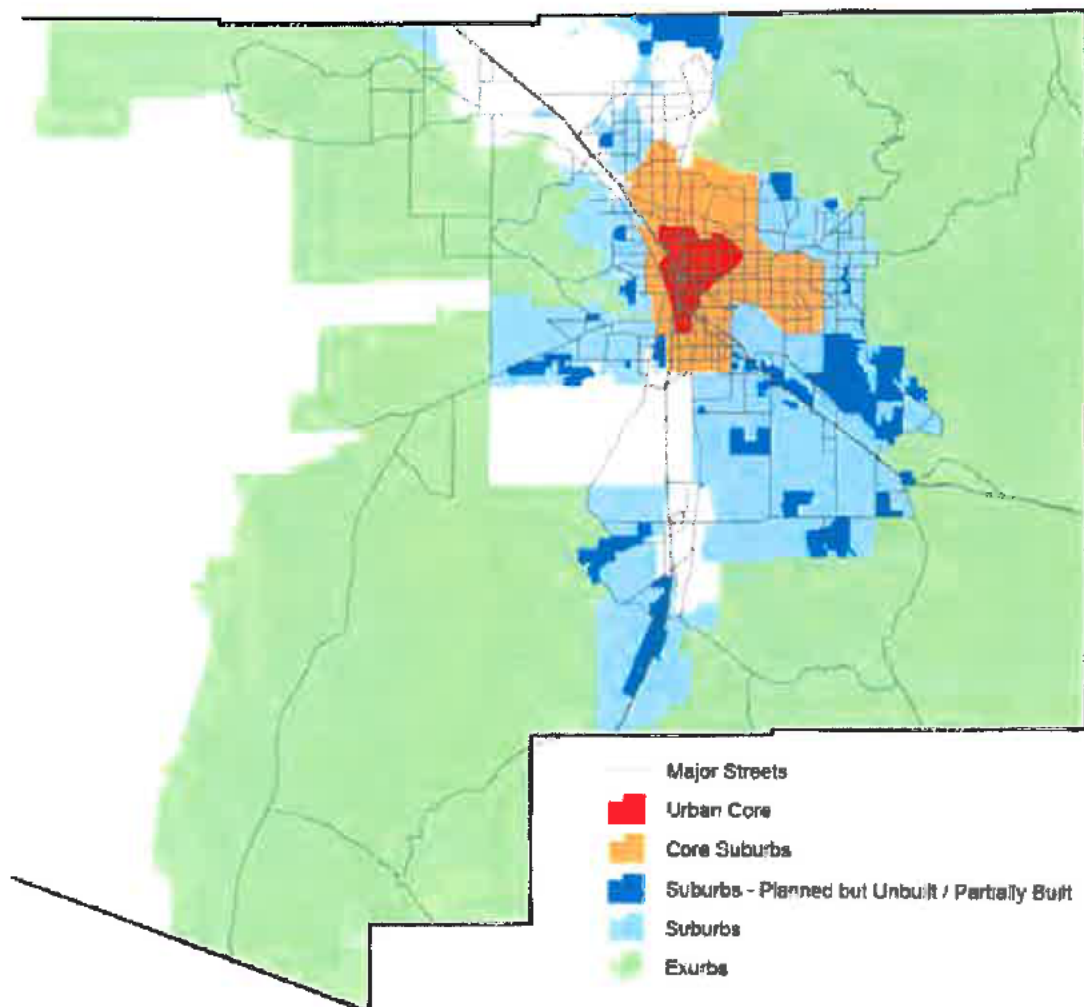 Major Streets
Urban Core
Core Suburbs
Suburbs - Planned but Unbuilt / Partially Built
Suburbs
Exurbs